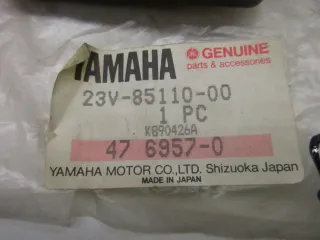 YAMAHA
GENUINE
parts & accessories
23V-85110-00
1 PC
K890426A
47 6957-0
YAMAHA MOTOR CO.,LTD. Shizuoka Japan
MADE IN JAPAN